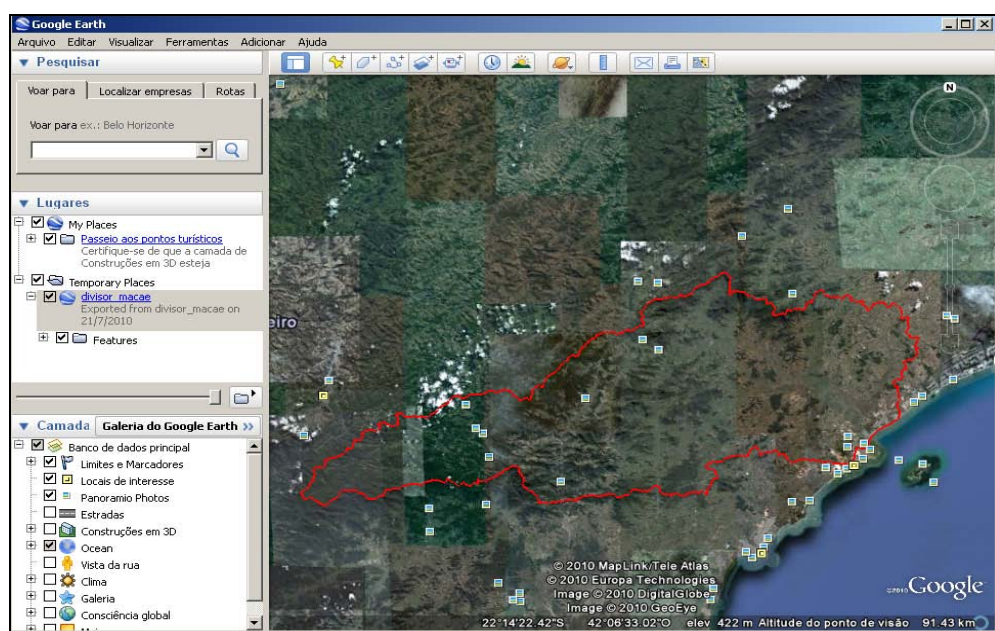 Google Earth
Arquivo Editar Visualizar Ferramentas Adicionar Ajuda
Pesquisar
Voar para Localizar empresas Rotas
Voar para ex.: Belo Horizonte
Lugares
My Places
Passeio aos pontos turísticos
Certifique-se de que a camada de
Construções em 3D esteja
Temporary Places
divisor_macae
Exported from divisor_macae on
21/7/2010
Features
Camada Galeria do Google Earth >>
Banco de dados principal
Limites e Marcadores
Locais de interesse
Panoramio Photos
Estradas
Construções em 3D
Ocean
Vista da rua
Clima
Galeria
Consciência global
N
eiro
© 2010 MapLink/Tele Atlas
© 2010 Europa Technologies
Image © 2010 DigitalGlobe
Image © 2010 GeoEye
©2010 Google
22°14'22.42"S 42°06'33.02"O elev 422 m Altitude do ponto de visão 91.43 km